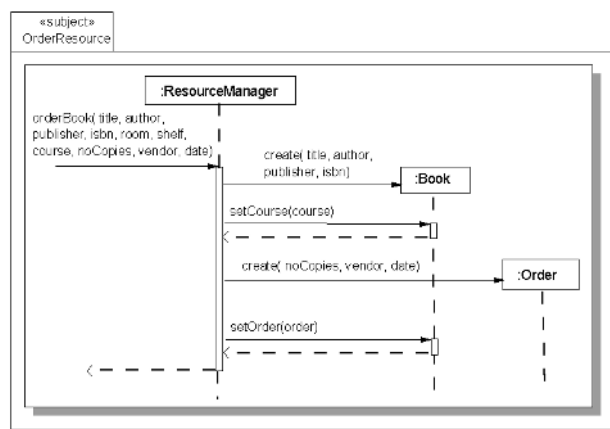 «subject»
OrderResource
:ResourceManager
orderBook( title, author,
publisher, isbn, room, shelf,
course, noCopies, vendor, date)
create( title, author,
publisher, isbn)
:Book
setCourse(course)
create( noCopies, vendor, date)
:Order
setOrder(order)